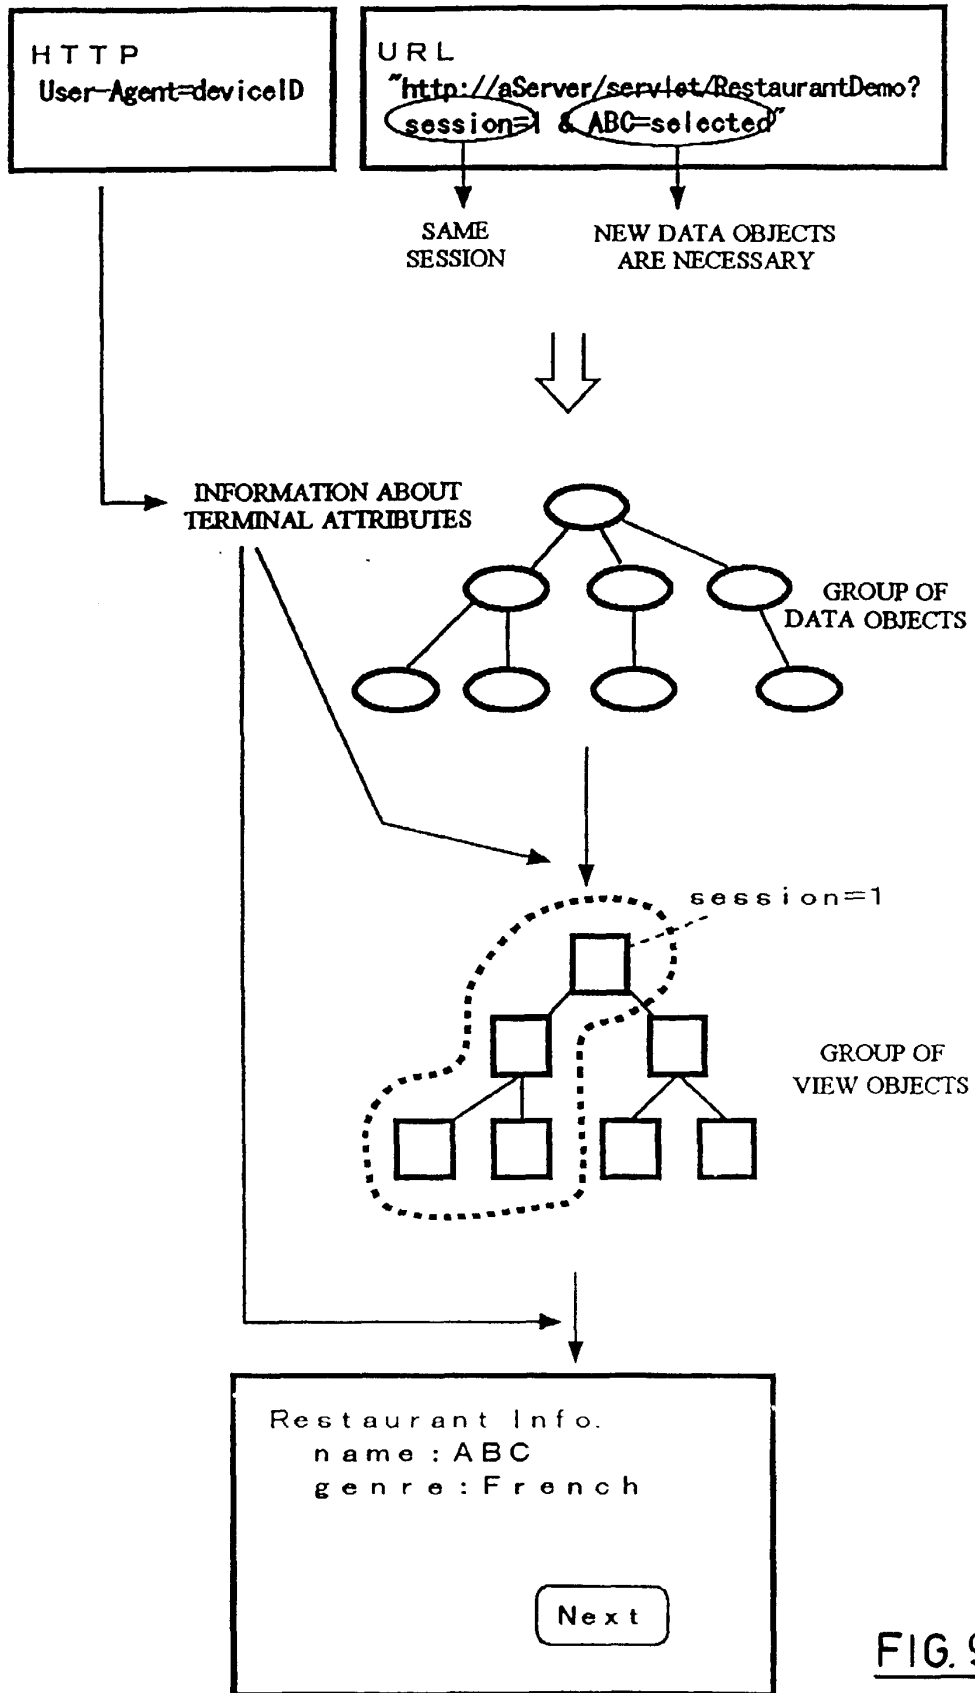 HTTP
User-Agent=deviceID
URL
"http://aServer/servlet/RestaurantDemo?
session=1 & ABC=selected"
SAME
SESSION
NEW DATA OBJECTS
ARE NECESSARY
INFORMATION ABOUT
TERMINAL ATTRIBUTES
GROUP OF
DATA OBJECTS
session=1
GROUP OF
VIEW OBJECTS
Restaurant Info.
name:ABC
genre:French
Next
FIG. 9